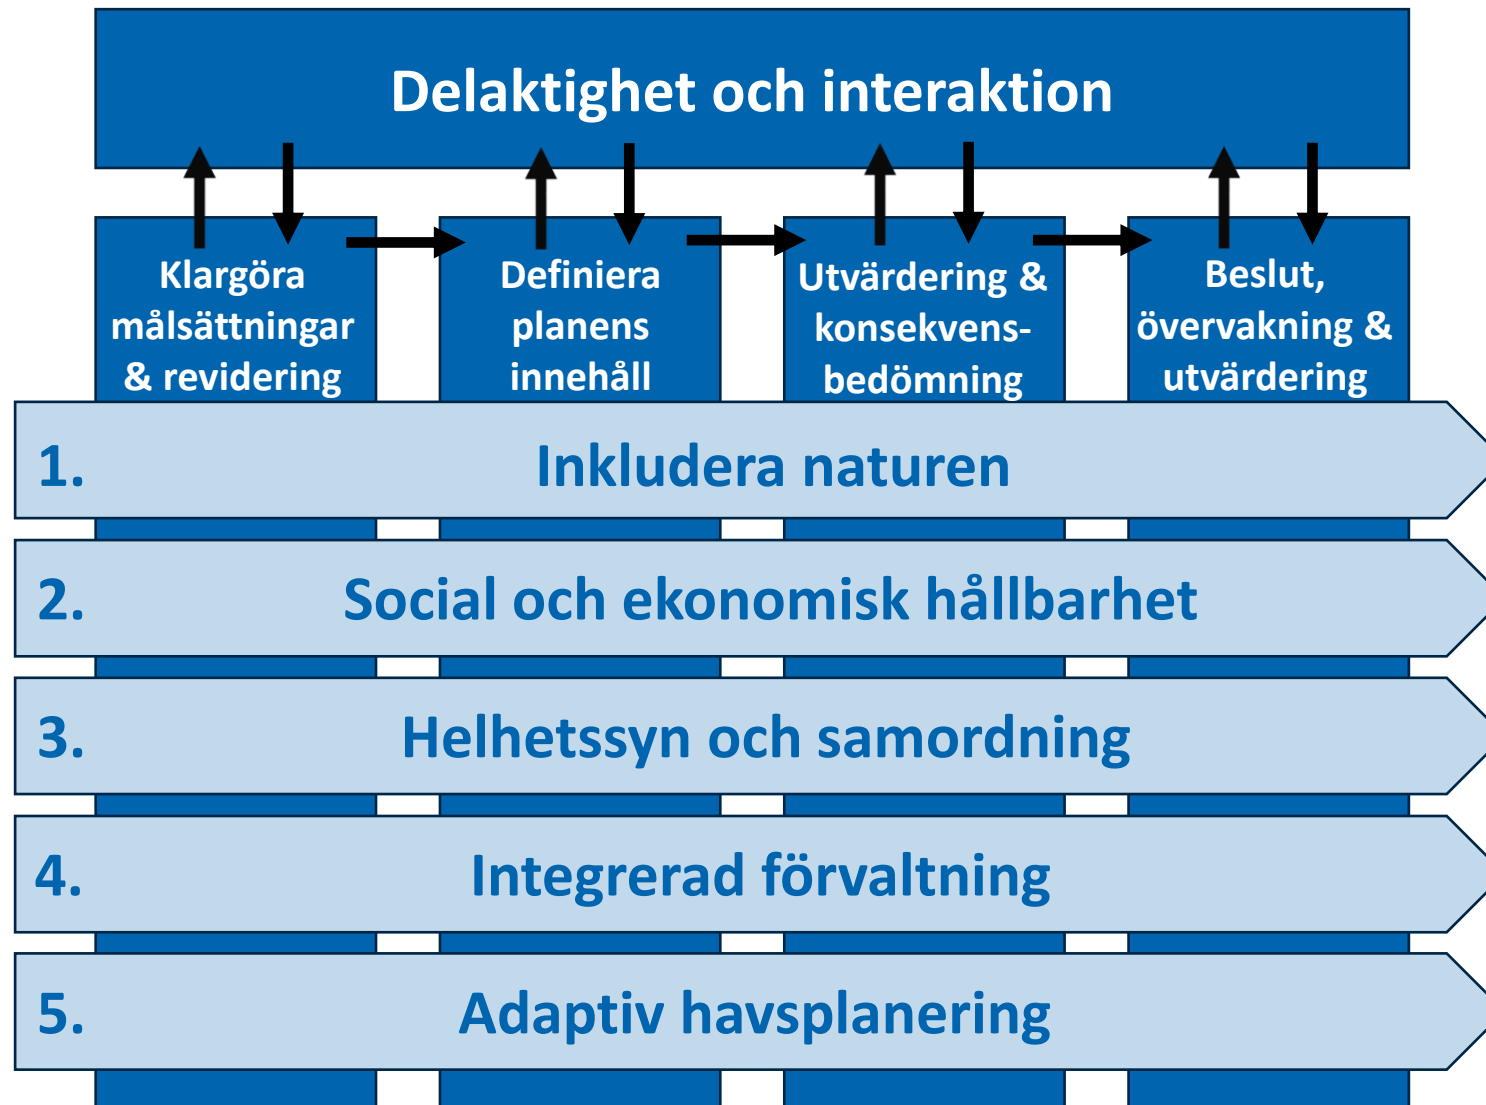 Delaktighet och interaktion
Klargöra
målsättningar
& revidering
Definiera
planens
innehåll
Utvärdering &
konsekvens-
bedömning
Beslut,
övervakning &
utvärdering
1. Inkludera naturen
2. Social och ekonomisk hållbarhet
3. Helhetssyn och samordning
4. Integrerad förvaltning
5. Adaptiv havsplanering